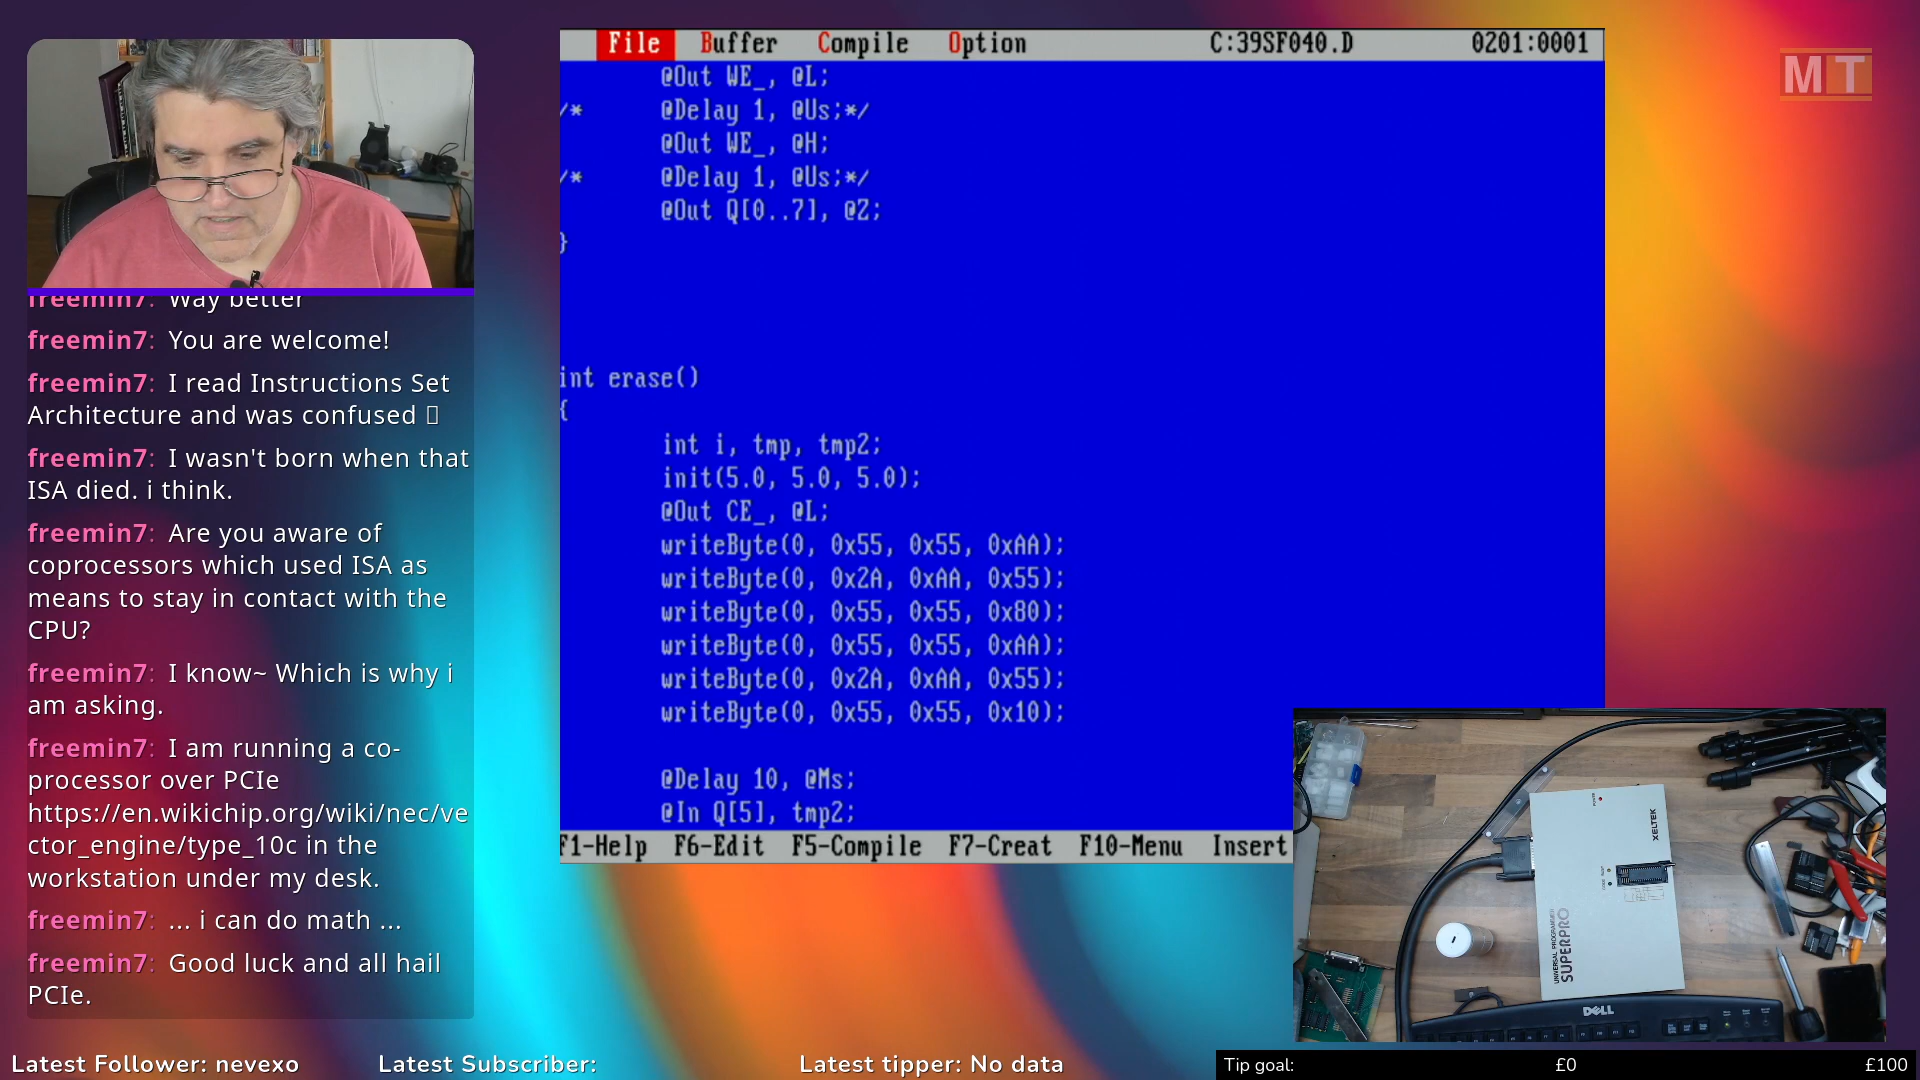 File Buffer Compile Option C:39SF040.D 0201:0001
@Out WE_, @L;
/* @Delay 1, @Us;*/
@Out WE_, @H;
/* @Delay 1, @Us;*/
@Out Q[0..7], @Z;
}
int erase()
{
int i, tmp, tmp2;
init(5.0, 5.0, 5.0);
@Out CE_, @L;
writeByte(0, 0x55, 0x55, 0xAA);
writeByte(0, 0x2A, 0xAA, 0x55);
writeByte(0, 0x55, 0x55, 0x80);
writeByte(0, 0x55, 0x55, 0xAA);
writeByte(0, 0x2A, 0xAA, 0x55);
writeByte(0, 0x55, 0x55, 0x10);
@Delay 10, @Ms;
@In Q[5], tmp2;
F1-Help F6-Edit F5-Compile F7-Creat F10-Menu Insert
MT
freemin7: Way better
freemin7: You are welcome!
freemin7: I read Instructions Set
Architecture and was confused
freemin7: I wasn't born when that
ISA died. i think.
freemin7: Are you aware of
coprocessors which used ISA as
means to stay in contact with the
CPU?
freemin7: I know~ Which is why i
am asking.
freemin7: I am running a co-
processor over PCIe
https://en.wikichip.org/wiki/nec/ve
ctor_engine/type_10c in the
workstation under my desk.
freemin7: ... i can do math ...
freemin7: Good luck and all hail
PCIe.
XELTEK
UNIVERSAL PROGRAMMER
SUPERPRO
DELL
Latest Follower: nevexo Latest Subscriber: Latest tipper: No data Tip goal: £0 £100